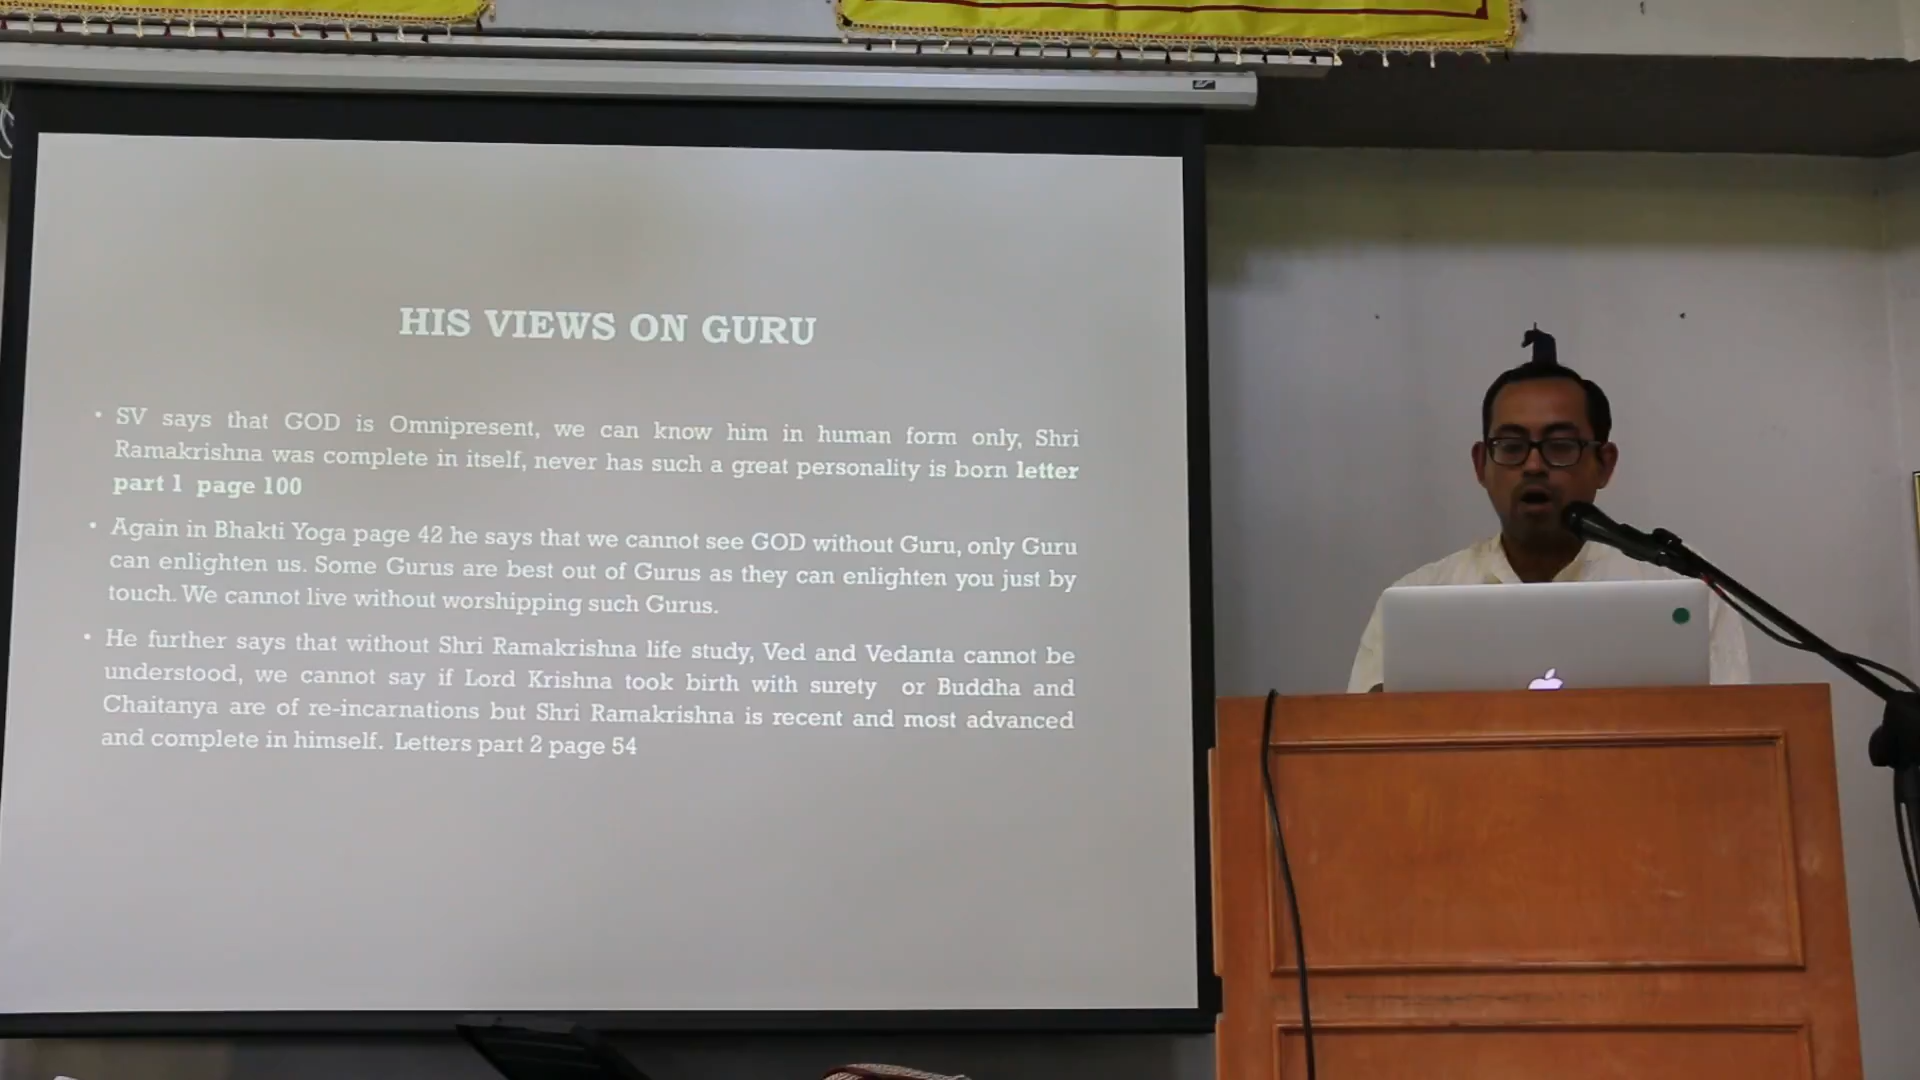 HIS VIEWS ON GURU
• SV says that GOD is Omnipresent, we can know him in human form only, Shri
Ramakrishna was complete in itself, never has such a great personality is born letter
part 1 page 100
• Again in Bhakti Yoga page 42 he says that we cannot see GOD without Guru, only Guru
can enlighten us. Some Gurus are best out of Gurus as they can enlighten you just by
touch. We cannot live without worshipping such Gurus.
• He further says that without Shri Ramakrishna life study, Ved and Vedanta cannot be
understood, we cannot say if Lord Krishna took birth with surety or Buddha and
Chaitanya are of re-incarnations but Shri Ramakrishna is recent and most advanced
and complete in himself. Letters part 2 page 54